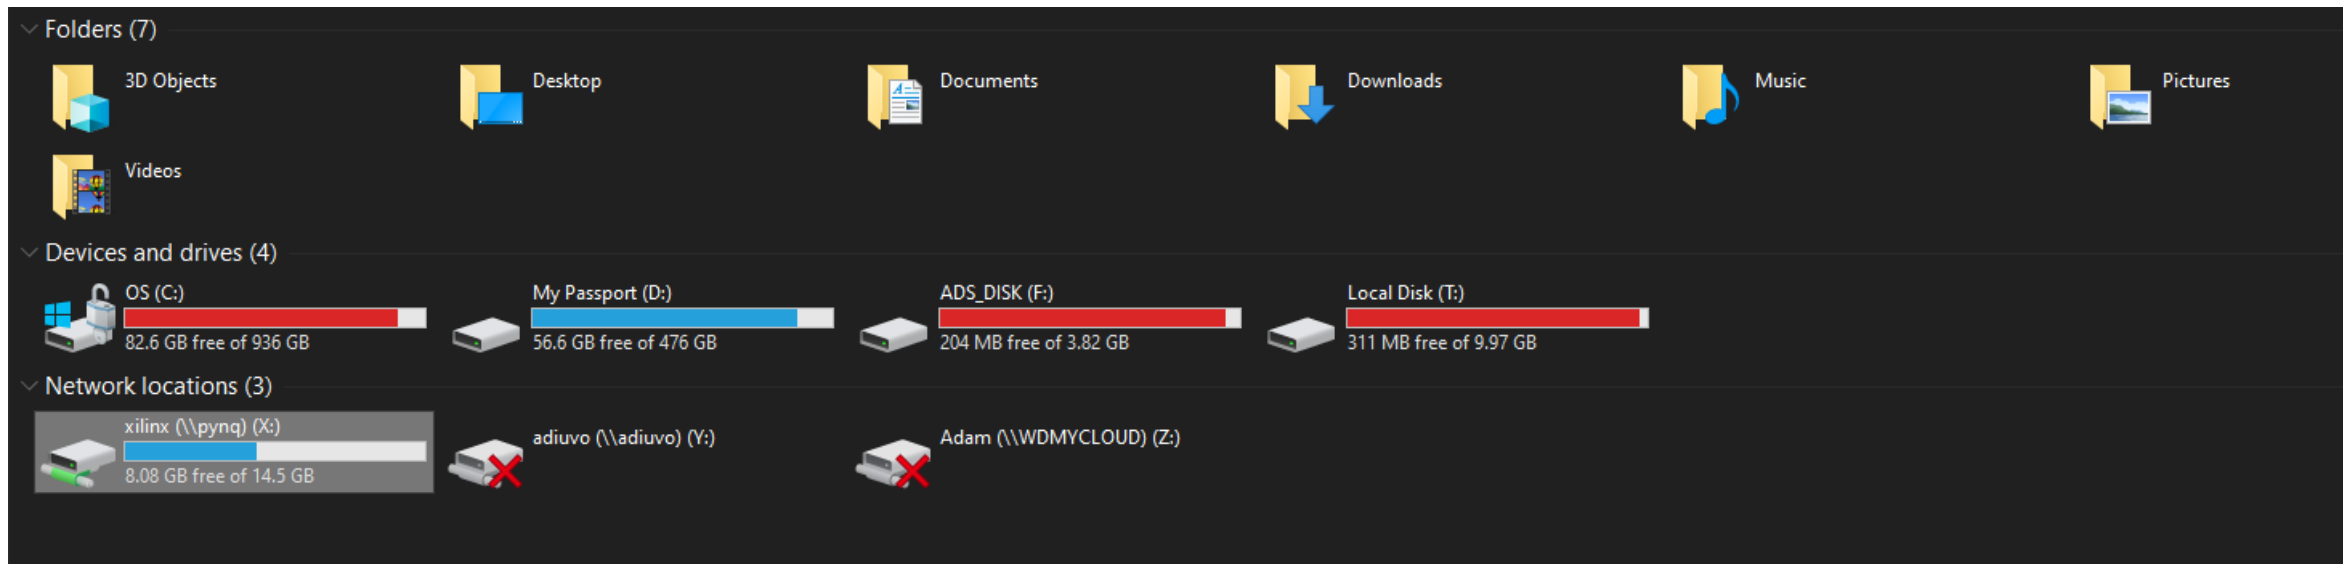 Folders (7)
3D Objects
Desktop
Documents
Downloads
Music
Pictures
Videos
Devices and drives (4)
OS (C:)
82.6 GB free of 936 GB
My Passport (D:)
56.6 GB free of 476 GB
ADS_DISK (F:)
204 MB free of 3.82 GB
Local Disk (T:)
311 MB free of 9.97 GB
Network locations (3)
xilinx (\\pynq) (X:)
8.08 GB free of 14.5 GB
adiuvo (\\adiuvo) (Y:)
Adam (\\WDMYCLOUD) (Z:)